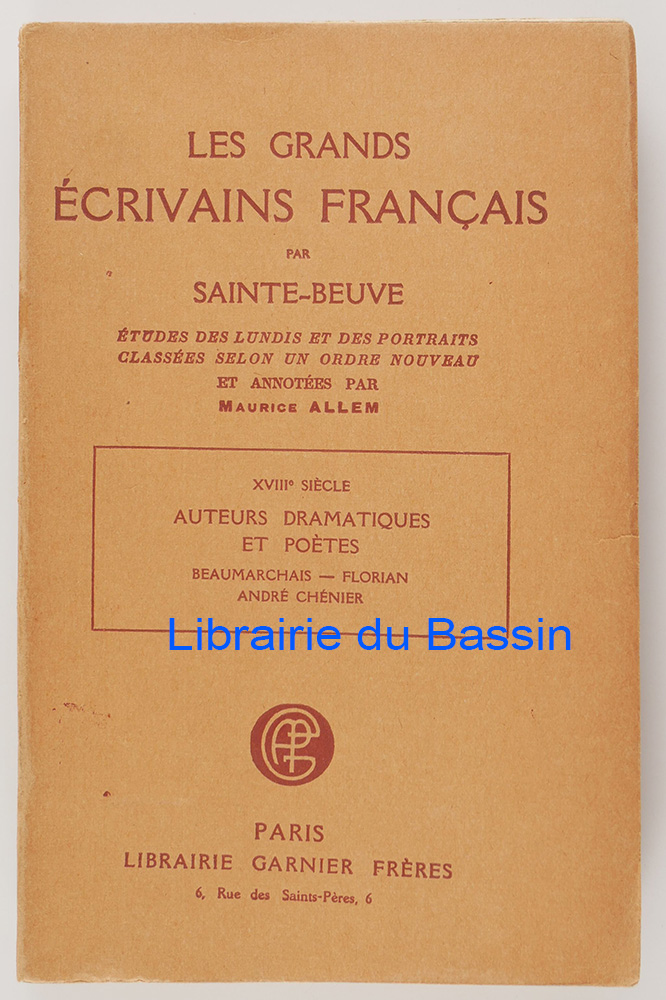 LES GRANDS
ÉCRIVAINS FRANÇAIS
PAR
SAINTE-BEUVE
ÉTUDES DES LUNDIS ET DES PORTRAITS
CLASSÉES SELON UN ORDRE NOUVEAU
ET ANNOTÉES PAR
MAURICE ALLEM
XVIIIᵉ SIÈCLE
AUTEURS DRAMATIQUES
ET POÈTES
BEAUMARCHAIS — FLORIAN
ANDRÉ CHÉNIER
Librairie du Bassin
PARIS
LIBRAIRIE GARNIER FRÈRES
6, Rue des Saints-Pères, 6